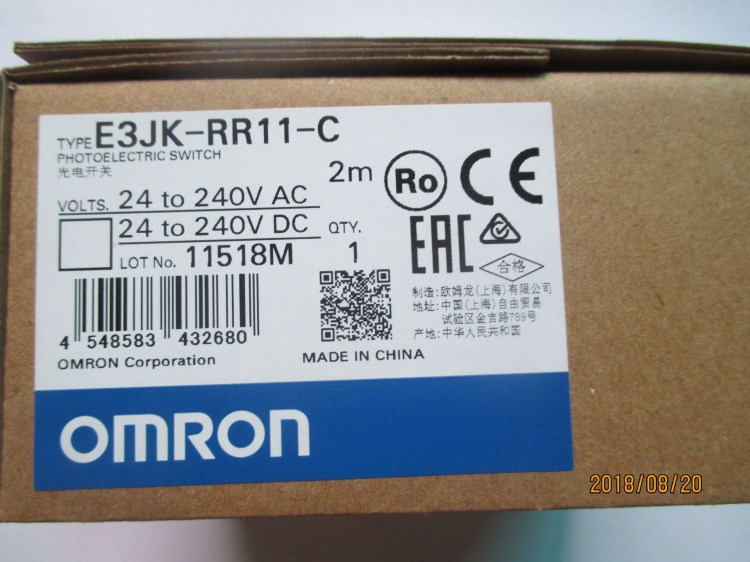 TYPE E3JK-RR11-C
PHOTOELECTRIC SWITCH
光电开关
2m
Ro
CE
VOLTS. 24 to 240V AC
24 to 240V DC
QTY.
1
LOT No. 11518M
EAC
合格
制造: 欧姆龙(上海)有限公司
地址: 中国(上海)自由贸易
试验区金吉路789号
产地: 中华人民共和国
4 548583 432680
OMRON Corporation
MADE IN CHINA
OMRON
2018/08/20